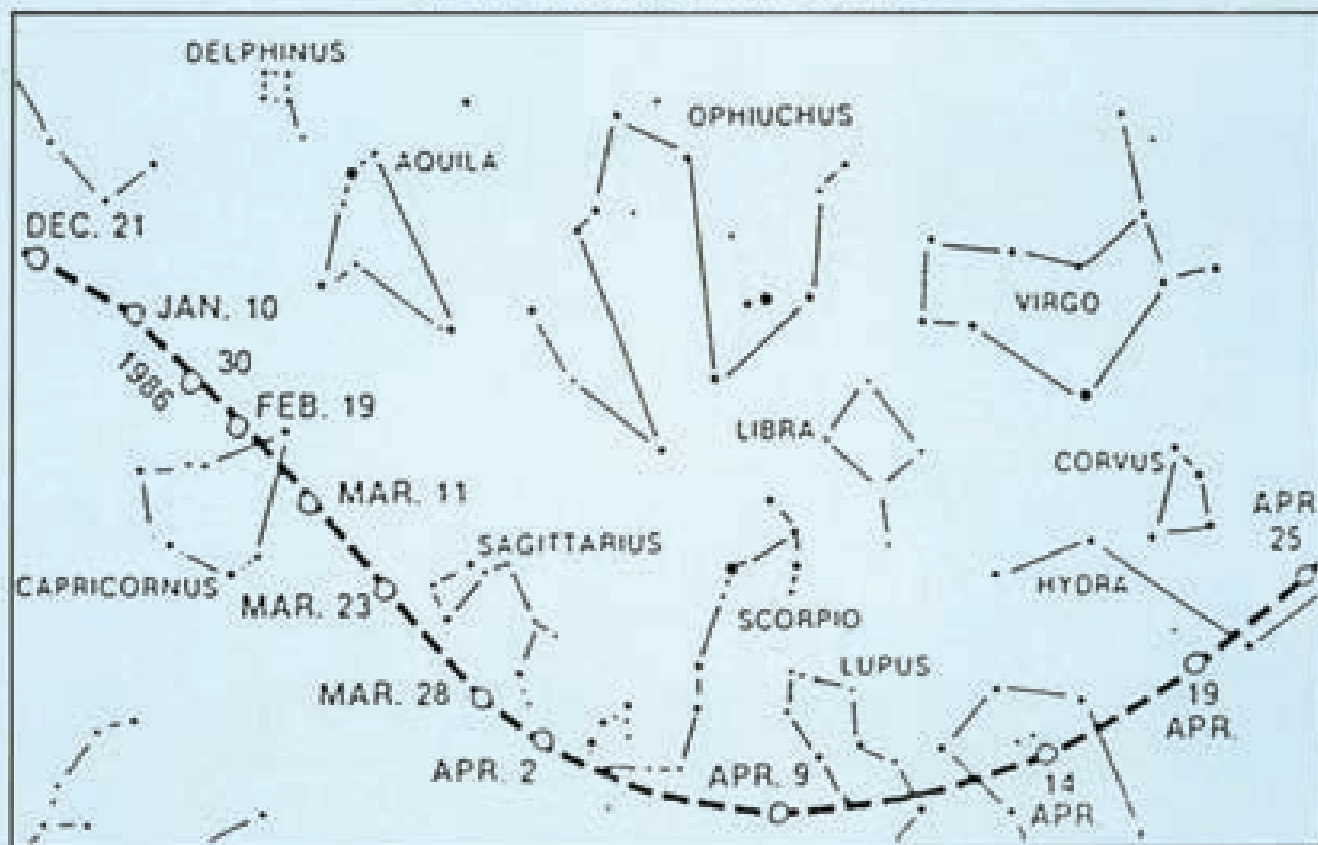 DELPHINUS
OPHIUCHUS
AQUILA
DEC. 21
JAN. 10
VIRGO
30
1986
FEB. 19
LIBRA
CORVUS
MAR. 11
APR
25
SAGITTARIUS
CAPRICORNUS
MAR. 23
HYDRA
SCORPIO
LUPUS
MAR. 28
19
APR.
APR. 2
APR. 9
14
APR